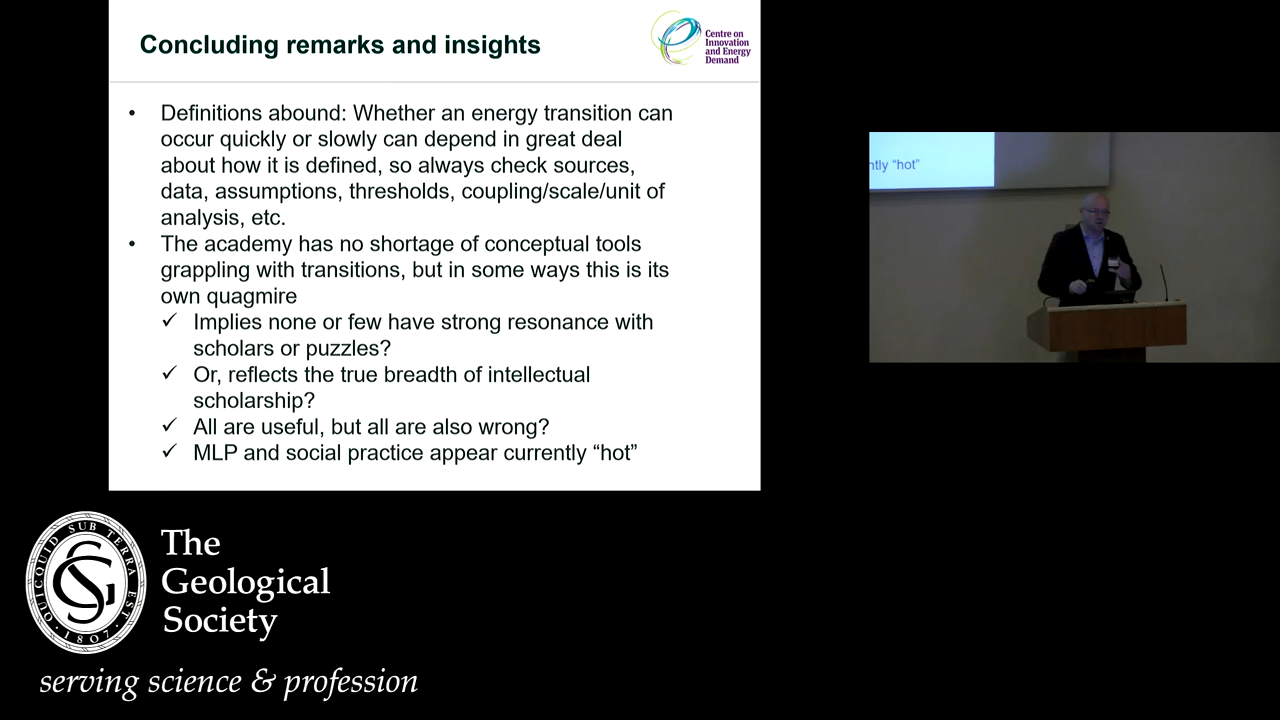 Concluding remarks and insights
Centre on
Innovation
and Energy
Demand
• Definitions abound: Whether an energy transition can
occur quickly or slowly can depend in great deal
about how it is defined, so always check sources,
data, assumptions, thresholds, coupling/scale/unit of
analysis, etc.
• The academy has no shortage of conceptual tools
grappling with transitions, but in some ways this is its
own quagmire
✓ Implies none or few have strong resonance with
scholars or puzzles?
✓ Or, reflects the true breadth of intellectual
scholarship?
✓ All are useful, but all are also wrong?
✓ MLP and social practice appear currently “hot”
ntly “hot”
QUICQUID SUB TERRA EST
· 1807 ·
GS
The
Geological
Society
serving science & profession